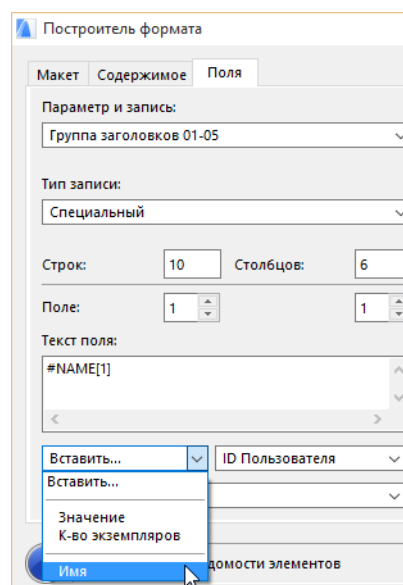 Построитель формата
Макет Содержимое Поля
Параметр и запись:
Группа заголовков 01-05
Тип записи:
Специальный
Строк: 10 Столбцов: 6
Поле: 1 1
Текст поля:
#NAME[1]
Вставить... ID Пользователя
Вставить...
Значение
К-во экземпляров
Имя
домости элементов